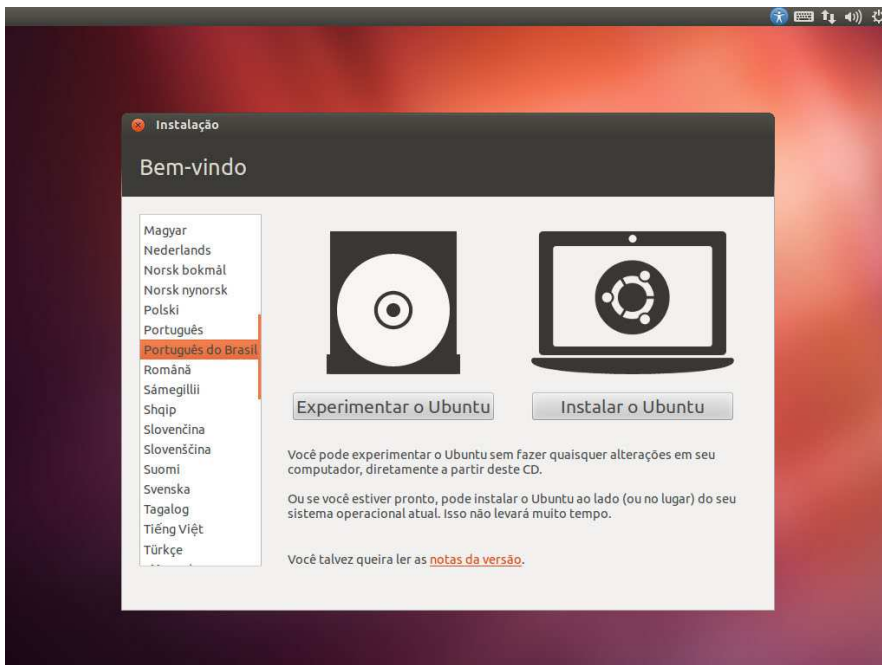 Instalação
Bem-vindo
Magyar
Nederlands
Norsk bokmål
Norsk nynorsk
Polski
Português
Português do Brasil
Română
Sámegillii
Shqip
Slovenčina
Slovenščina
Suomi
Svenska
Tagalog
Tiếng Việt
Türkçe
Experimentar o Ubuntu
Instalar o Ubuntu
Você pode experimentar o Ubuntu sem fazer quaisquer alterações em seu
computador, diretamente a partir deste CD.
Ou se você estiver pronto, pode instalar o Ubuntu ao lado (ou no lugar) do seu
sistema operacional atual. Isso não levará muito tempo.
Você talvez queira ler as notas da versão.